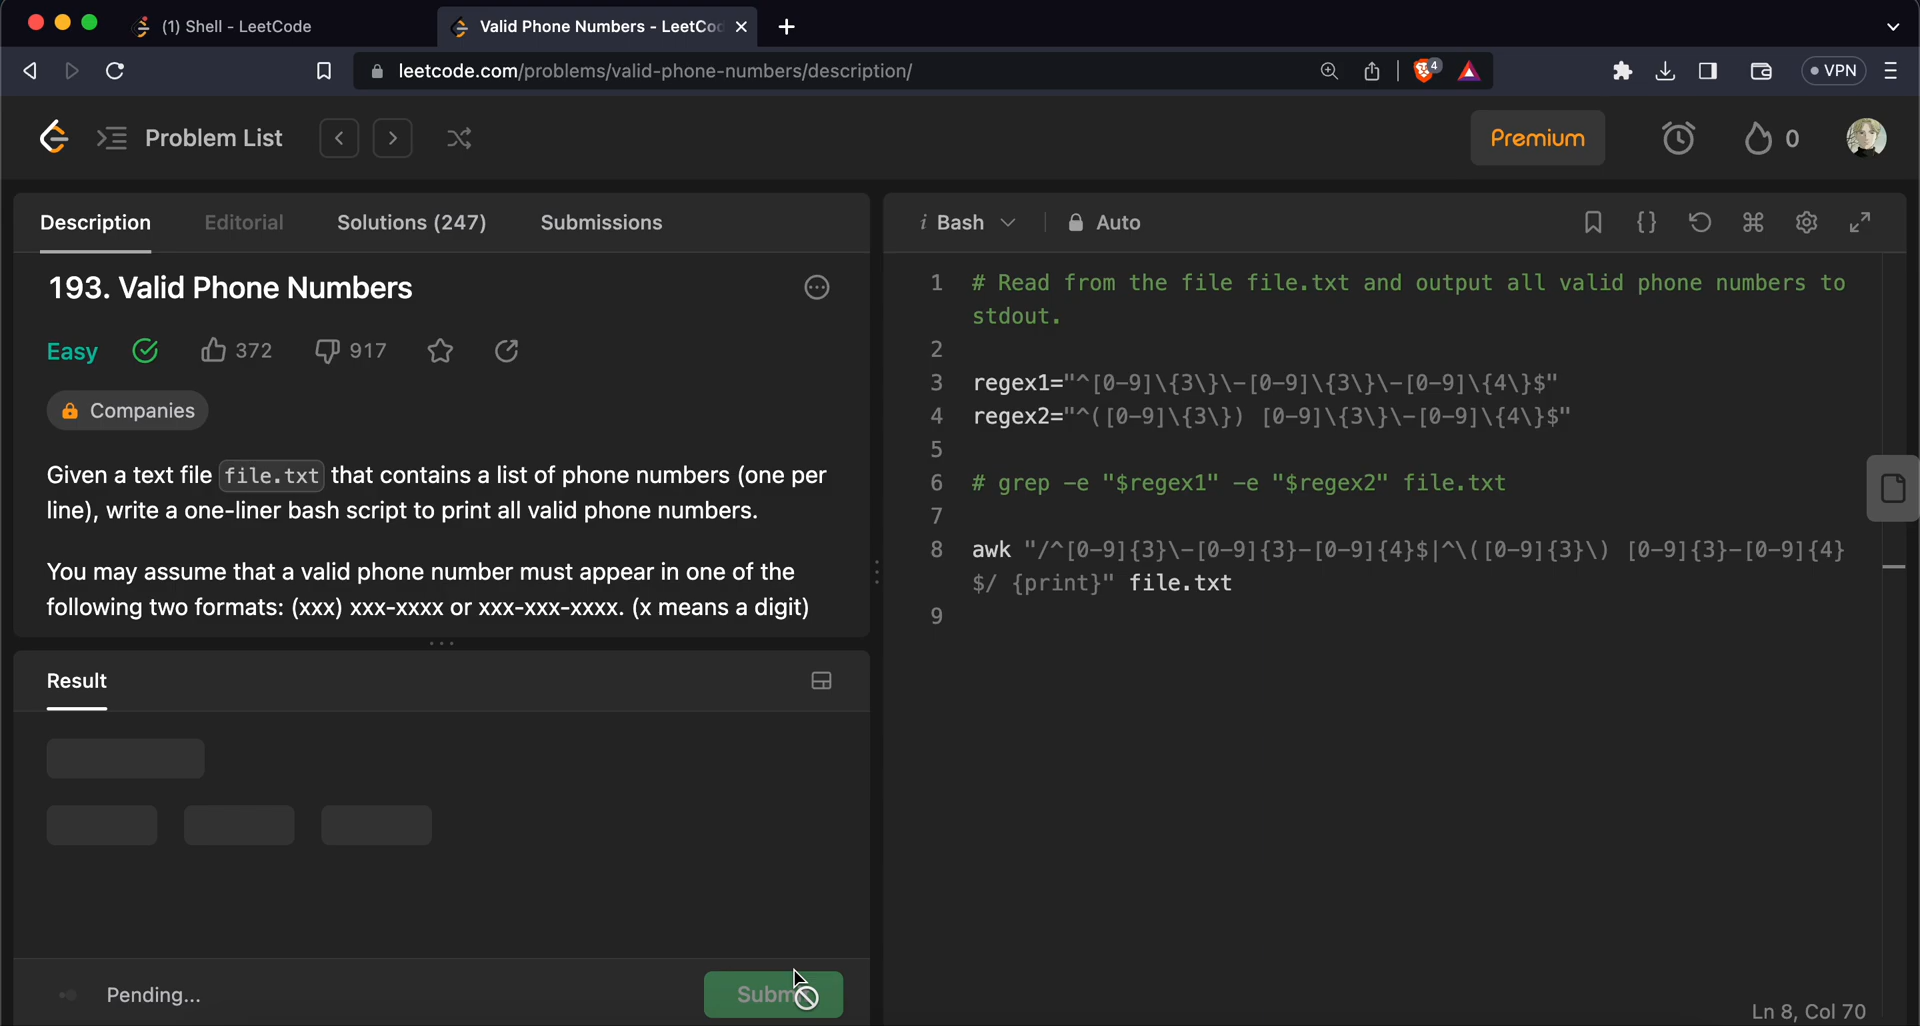 (1) Shell - LeetCode
Valid Phone Numbers - LeetCo
leetcode.com/problems/valid-phone-numbers/description/
4
VPN
Problem List
Premium
0
Description
Editorial
Solutions (247)
Submissions
193. Valid Phone Numbers
Easy
372
917
Companies
Given a text file file.txt that contains a list of phone numbers (one per
line), write a one-liner bash script to print all valid phone numbers.
You may assume that a valid phone number must appear in one of the
following two formats: (xxx) xxx-xxxx or xxx-xxx-xxxx. (x means a digit)
Result
Pending...
Subm
i Bash
Auto
1 # Read from the file file.txt and output all valid phone numbers to
stdout.
2
3 regex1="^[0-9]\{3\}\-[0-9]\{3\}\-[0-9]\{4\}$"
4 regex2="^([0-9]\{3\}) [0-9]\{3\}\-[0-9]\{4\}$"
5
6 # grep -e "$regex1" -e "$regex2" file.txt
7
8 awk "/^[0-9]{3}\-[0-9]{3}-[0-9]{4}$|^\([0-9]{3}\) [0-9]{3}-[0-9]{4}
$/ {print}" file.txt
9
Ln 8, Col 70